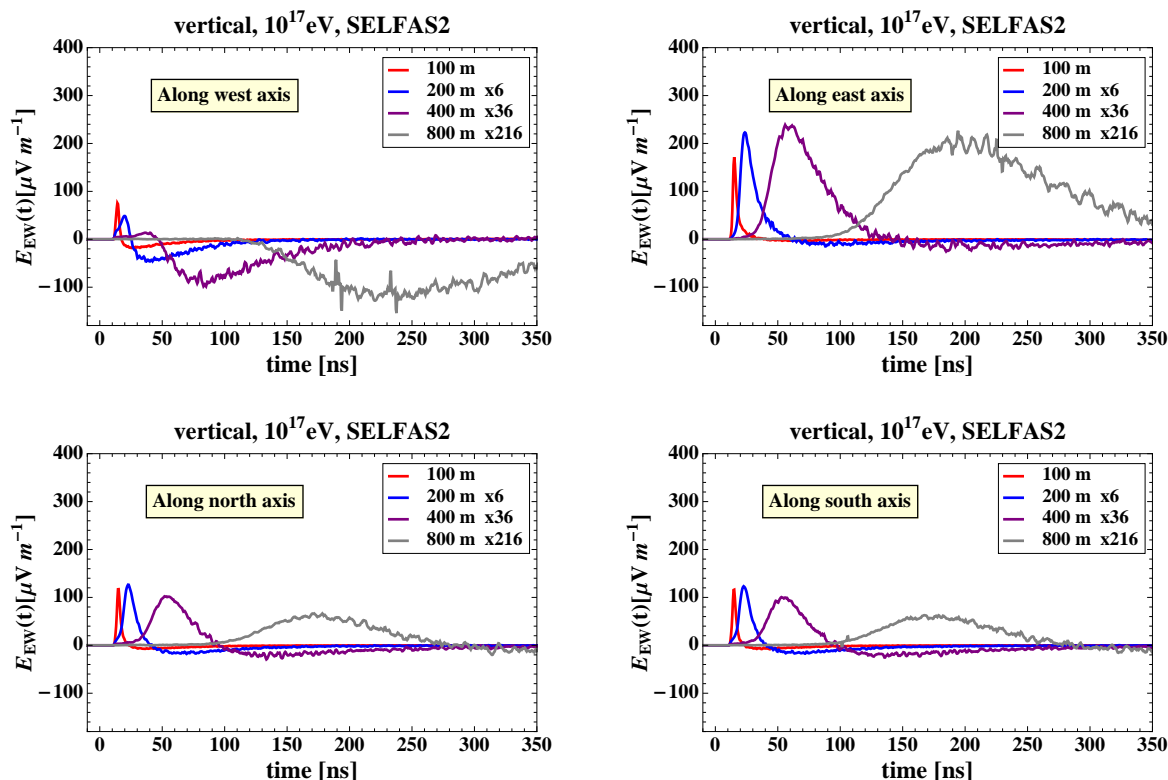 vertical, 10¹⁷eV, SELFAS2
400
300
200
100
0
−100
E_EW(t)[μV m⁻¹]
Along west axis
100 m
200 m x6
400 m x36
800 m x216
0 50 100 150 200 250 300 350
time [ns]
vertical, 10¹⁷eV, SELFAS2
400
300
200
100
0
−100
E_EW(t)[μV m⁻¹]
Along east axis
100 m
200 m x6
400 m x36
800 m x216
0 50 100 150 200 250 300 350
time [ns]
vertical, 10¹⁷eV, SELFAS2
400
300
200
100
0
−100
E_EW(t)[μV m⁻¹]
Along north axis
100 m
200 m x6
400 m x36
800 m x216
0 50 100 150 200 250 300 350
time [ns]
vertical, 10¹⁷eV, SELFAS2
400
300
200
100
0
−100
E_EW(t)[μV m⁻¹]
Along south axis
100 m
200 m x6
400 m x36
800 m x216
0 50 100 150 200 250 300 350
time [ns]